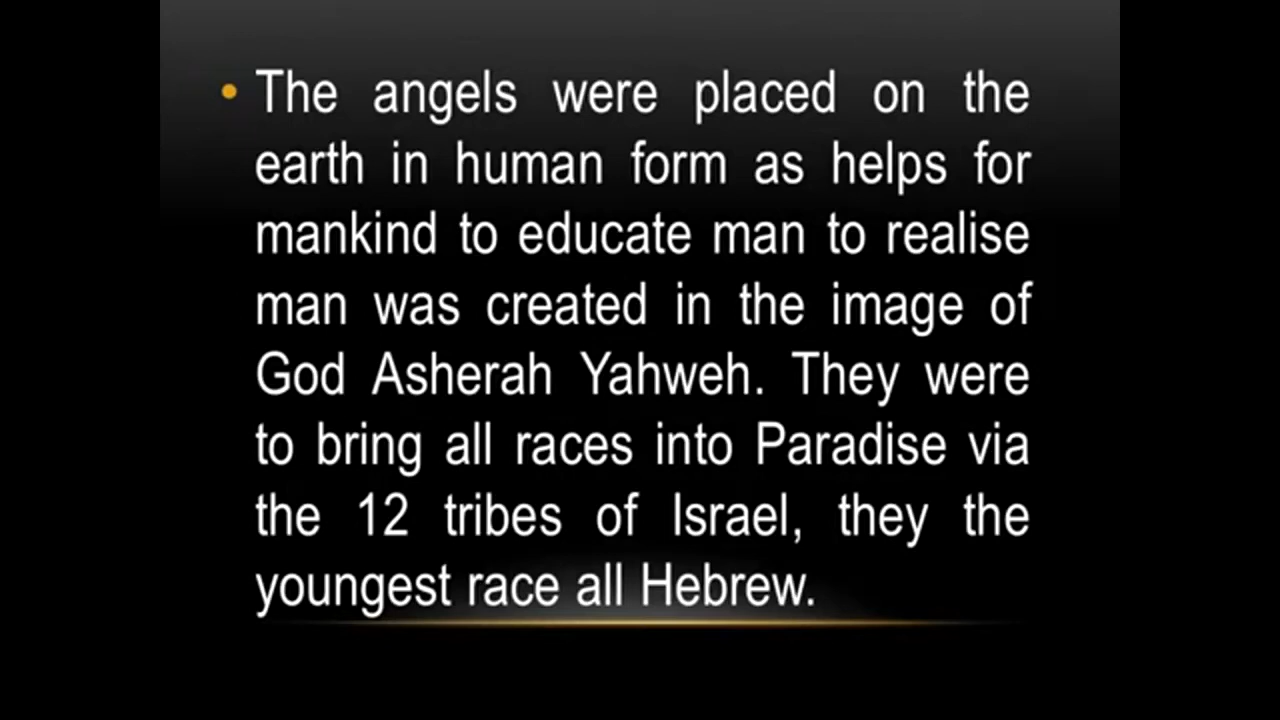 • The angels were placed on the
earth in human form as helps for
mankind to educate man to realise
man was created in the image of
God Asherah Yahweh. They were
to bring all races into Paradise via
the 12 tribes of Israel, they the
youngest race all Hebrew.